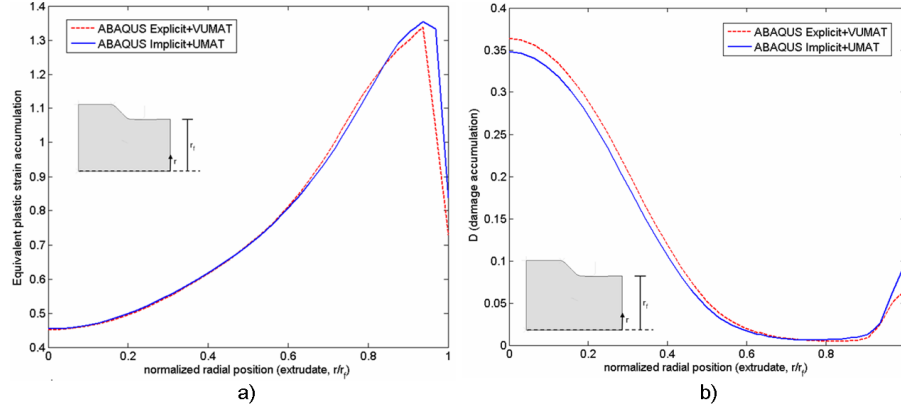 ABAQUS Explicit+VUMAT
ABAQUS Implicit+UMAT
Equivalent plastic strain accumulation
1.4
1.3
1.2
1.1
1
0.9
0.8
0.7
0.6
0.5
0.4
0
0.2
0.4
0.6
0.8
1
rf
r
normalized radial position (extrudate, r/rf)
a)
ABAQUS Explicit+VUMAT
ABAQUS Implicit+UMAT
D (damage accumulation)
0.4
0.35
0.3
0.25
0.2
0.15
0.1
0.05
0
0
0.2
0.4
0.6
0.8
rf
r
normalized radial position (extrudate, r/rf)
b)